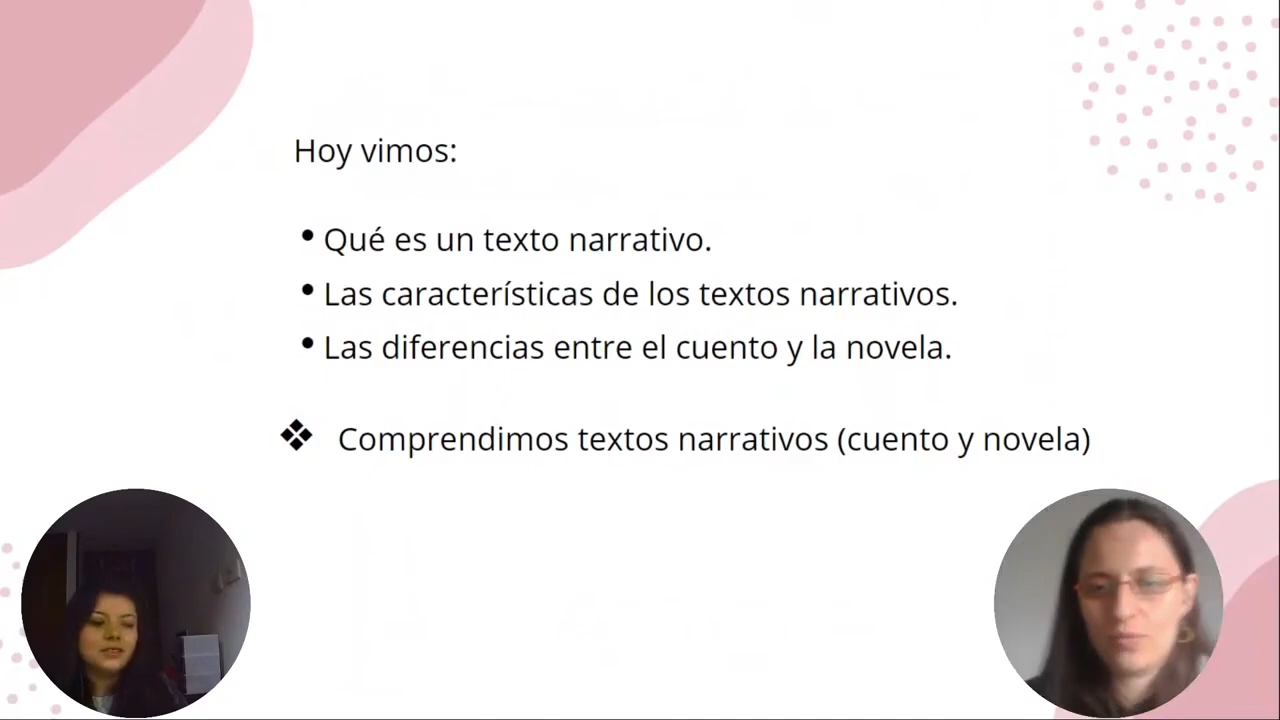 Hoy vimos:
• Qué es un texto narrativo.
• Las características de los textos narrativos.
• Las diferencias entre el cuento y la novela.
❖ Comprendimos textos narrativos (cuento y novela)